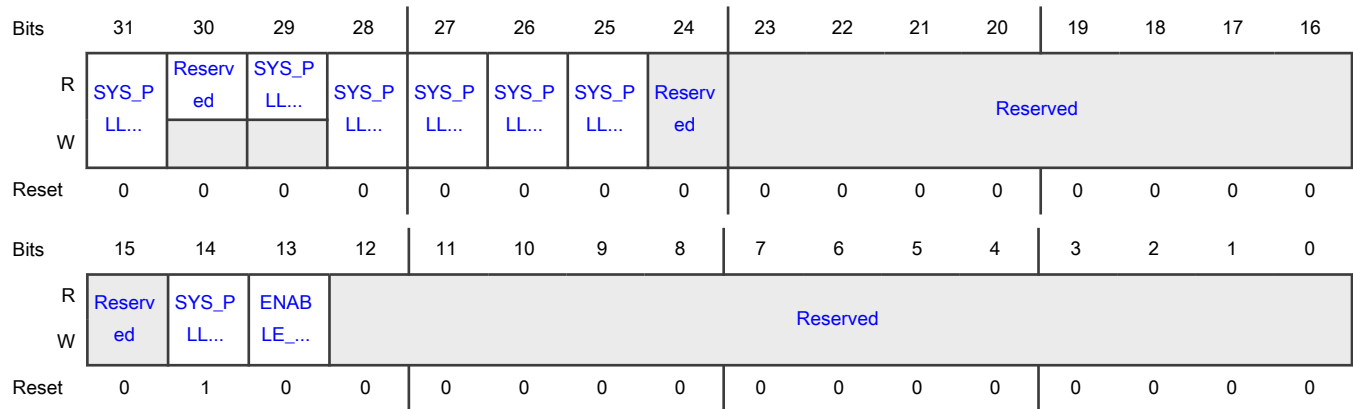 Bits 31 30 29 28 27 26 25 24 23 22 21 20 19 18 17 16
R SYS_P LL... Reserv ed SYS_P LL... SYS_P LL... SYS_P LL... SYS_P LL... SYS_P LL... Reserv ed Reserved
W
Reset 0 0 0 0 0 0 0 0 0 0 0 0 0 0 0 0
Bits 15 14 13 12 11 10 9 8 7 6 5 4 3 2 1 0
R Reserv ed SYS_P LL... ENAB LE_... Reserved
W
Reset 0 1 0 0 0 0 0 0 0 0 0 0 0 0 0 0